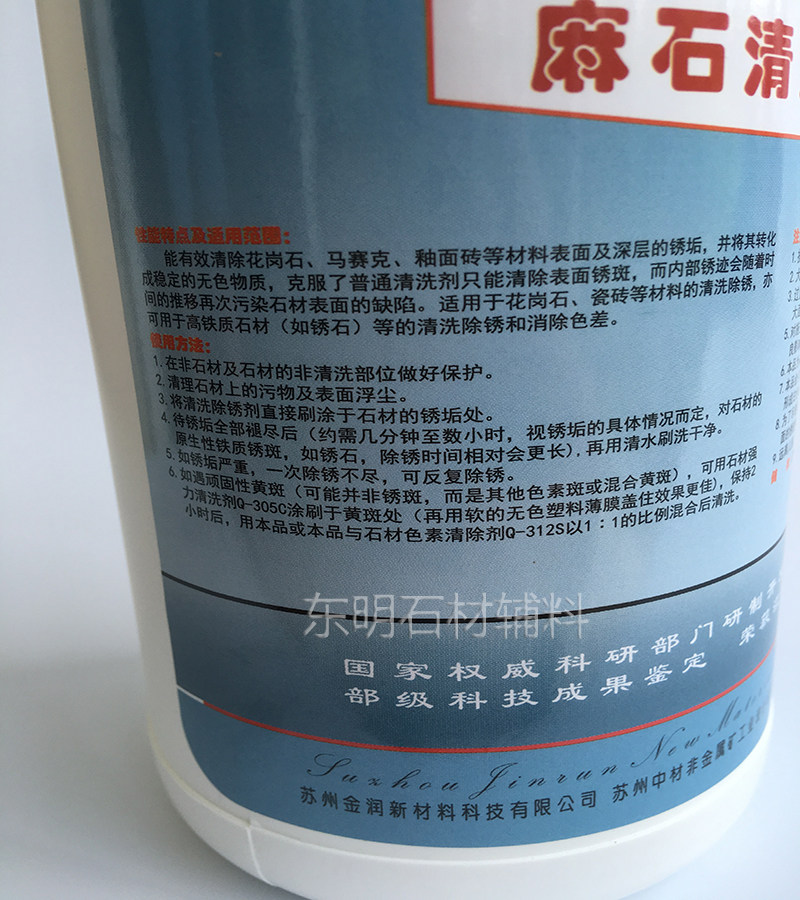 麻石清
性能特点及适用范围：
能有效清除花岗石、马赛克、釉面砖等材料表面及深层的锈垢，并将其转化
成稳定的无色物质，克服了普通清洗剂只能清除表面锈斑，而内部锈迹会随着时
间的推移再次污染石材表面的缺陷。适用于花岗石、瓷砖等材料的清洗除锈，亦
可用于高铁质石材（如锈石）等的清洗除锈和消除色差。
使用方法：
1.在非石材及石材的非清洗部位做好保护。
2.清理石材上的污物及表面浮尘。
3.将清洗除锈剂直接刷涂于石材的锈垢处。
4.待锈垢全部褪尽后（约需几分钟至数小时，视锈垢的具体情况而定，对石材的
原生性铁质锈斑，如锈石，除锈时间相对会更长），再用清水刷洗干净。
5.如锈垢严重，一次除锈不尽，可反复除锈。
6.如遇顽固性黄斑（可能并非锈斑，而是其他色素斑或混合黄斑），可用石材强
力清洗剂Q-305C涂刷于黄斑处（再用软的无色塑料薄膜盖住效果更佳），保持2
小时后，用本品或本品与石材色素清除剂Q-312S以1：1的比例混合后清洗。
东明石材辅料
国家权威科研部门研制
部级科技成果鉴定
Suzhou Jinrun New
苏州金润新材料科技有限公司 苏州中材非金属矿工业